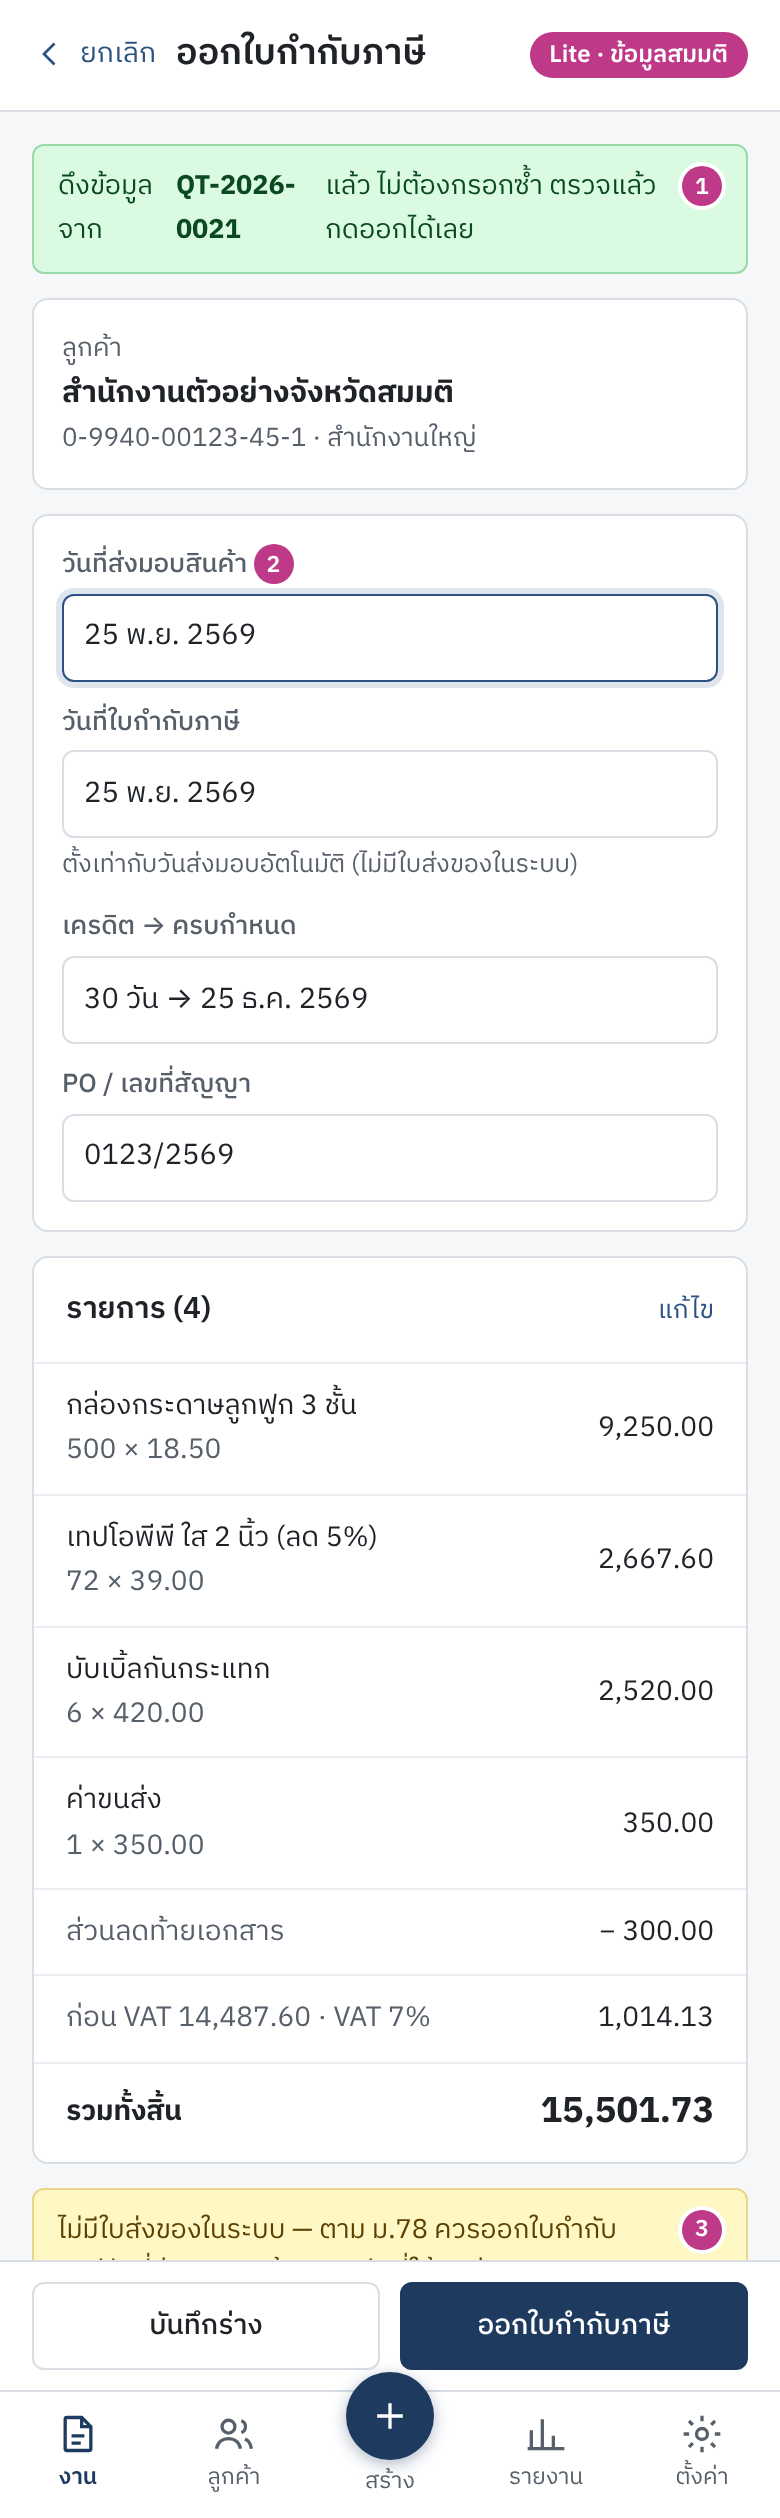 ยกเลิก ออกใบกำกับภาษี Lite · ข้อมูลสมมติ
ดึงข้อมูลจาก QT-2026-0021 แล้ว ไม่ต้องกรอกซ้ำ ตรวจแล้วกดออกได้เลย 1
ลูกค้า
สำนักงานตัวอย่างจังหวัดสมมติ
0-9940-00123-45-1 · สำนักงานใหญ่
วันที่ส่งมอบสินค้า 2
25 พ.ย. 2569
วันที่ใบกำกับภาษี
25 พ.ย. 2569
ตั้งเท่ากับวันส่งมอบอัตโนมัติ (ไม่มีใบส่งของในระบบ)
เครดิต → ครบกำหนด
30 วัน → 25 ธ.ค. 2569
PO / เลขที่สัญญา
0123/2569
รายการ (4) แก้ไข
กล่องกระดาษลูกฟูก 3 ชั้น
500 × 18.50 9,250.00
เทปโอพีพี ใส 2 นิ้ว (ลด 5%)
72 × 39.00 2,667.60
บับเบิ้ลกันกระแทก
6 × 420.00 2,520.00
ค่าขนส่ง
1 × 350.00 350.00
ส่วนลดท้ายเอกสาร − 300.00
ก่อน VAT 14,487.60 · VAT 7% 1,014.13
รวมทั้งสิ้น 15,501.73
ไม่มีใบส่งของในระบบ — ตาม ม.78 ควรออกใบกำกับ 3
บันทึกร่าง ออกใบกำกับภาษี
งาน ลูกค้า สร้าง รายงาน ตั้งค่า